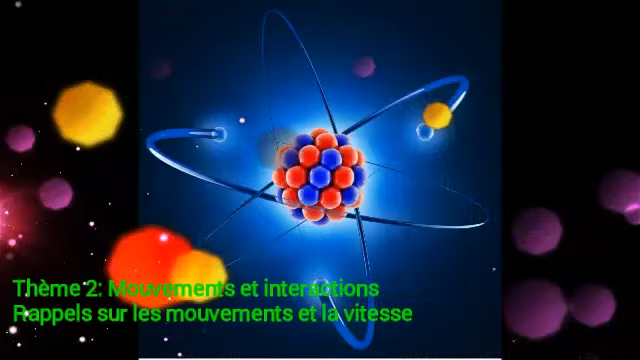 Thème 2: Mouvements et interactions
Rappels sur les mouvements et la vitesse